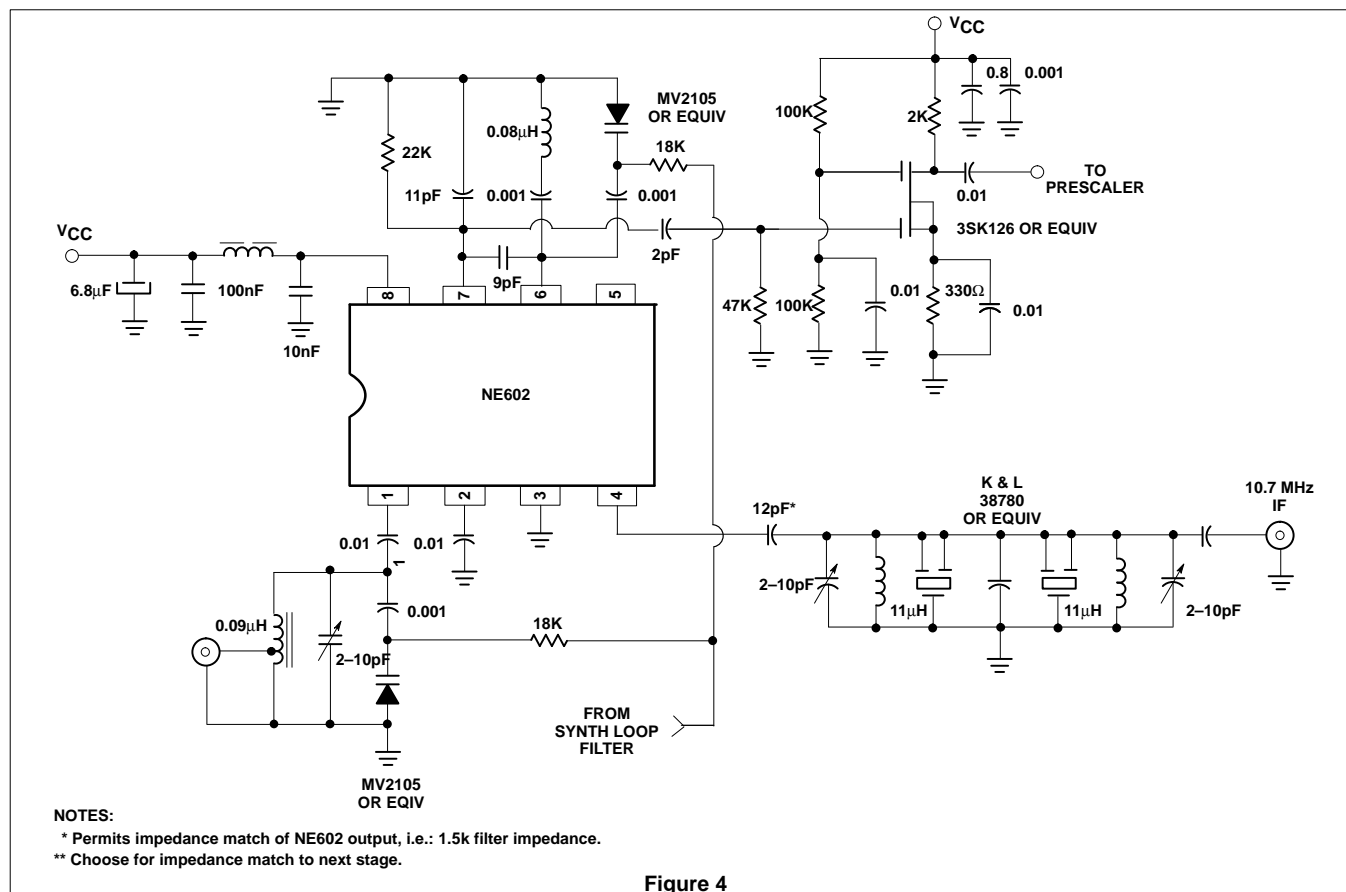 VCC
0.8
0.001
MV2105
OR EQUIV
100K
2K
0.08μH
22K
18K
11pF
0.001
0.001
0.01
TO
PRESCALER
3SK126 OR EQUIV
VCC
2pF
9pF
6.8μF
100nF
10nF
8
7
6
5
47K
100K
0.01
330Ω
0.01
NE602
1
2
3
4
K & L
38780
OR EQUIV
10.7 MHz
IF
12pF*
0.01
0.01
1
2–10pF
11μH
11μH
2–10pF
0.001
0.09μH
2–10pF
18K
FROM
SYNTH LOOP
FILTER
MV2105
OR EQIV
NOTES:
* Permits impedance match of NE602 output, i.e.: 1.5k filter impedance.
** Choose for impedance match to next stage.
Figure 4